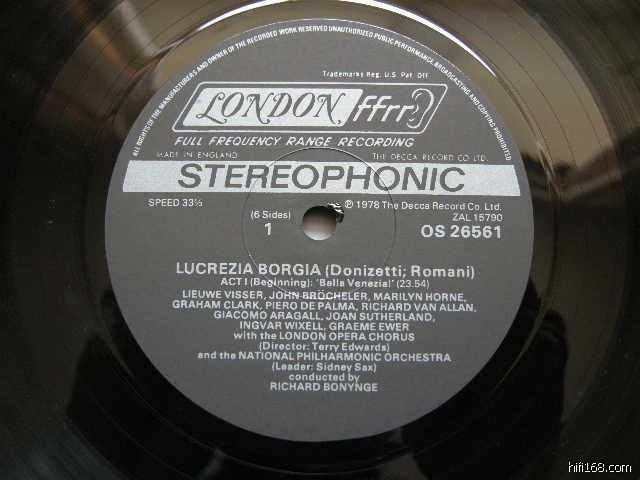 ALL RIGHTS OF THE MANUFACTURERS AND OWNER OF THE RECORDED WORK RESERVED UNAUTHORIZED PUBLIC PERFORMANCE, BROADCASTING AND COPYING PROHIBITED
Trademarks Reg. U.S. Pat. Off
LONDON ffrr
FULL FREQUENCY RANGE RECORDING
MADE IN ENGLAND THE DECCA RECORD CO LTD.
STEREOPHONIC
SPEED 33⅓ ℗ 1978 The Decca Record Co. Ltd.
(6 Sides) ZAL 15790
1 OS 26561
LUCREZIA BORGIA (Donizetti; Romani)
ACT I (Beginning): 'Bella Venezia!' (23.54)
LIEUWE VISSER, JOHN BRÖCHELER, MARILYN HORNE,
GRAHAM CLARK, PIERO DE PALMA, RICHARD VAN ALLAN,
GIACOMO ARAGALL, JOAN SUTHERLAND,
INGVAR WIXELL, GRAEME EWER
with the LONDON OPERA CHORUS
(Director: Terry Edwards)
and the NATIONAL PHILHARMONIC ORCHESTRA
(Leader: Sidney Sax)
conducted by
RICHARD BONYNGE
hifi168.com